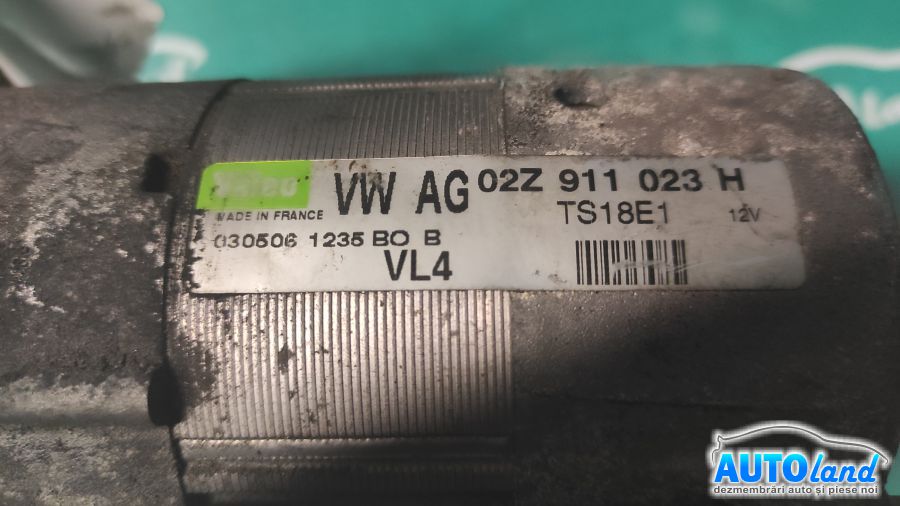 Valeo VW AG 02Z 911 023 H
MADE IN FRANCE TS18E1 12V
030506 1235 BO B
VL4
AUTOland
dezmembrări auto și piese noi